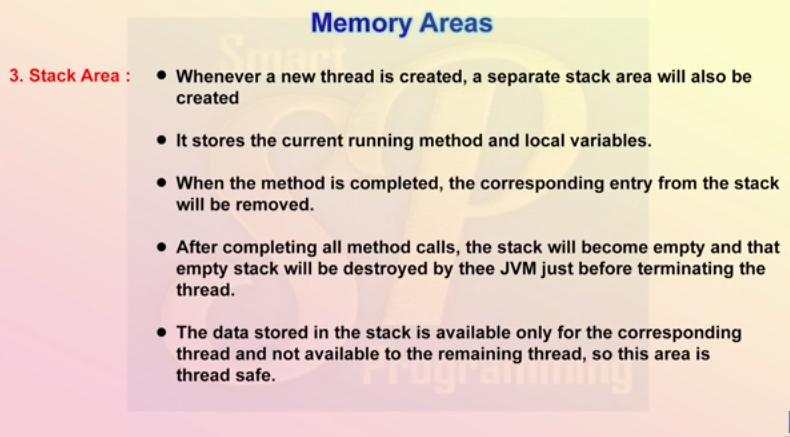 Memory Areas
3. Stack Area :
● Whenever a new thread is created, a separate stack area will also be
created
● It stores the current running method and local variables.
● When the method is completed, the corresponding entry from the stack
will be removed.
● After completing all method calls, the stack will become empty and that
empty stack will be destroyed by thee JVM just before terminating the
thread.
● The data stored in the stack is available only for the corresponding
thread and not available to the remaining thread, so this area is
thread safe.
Smart
SP
Programming